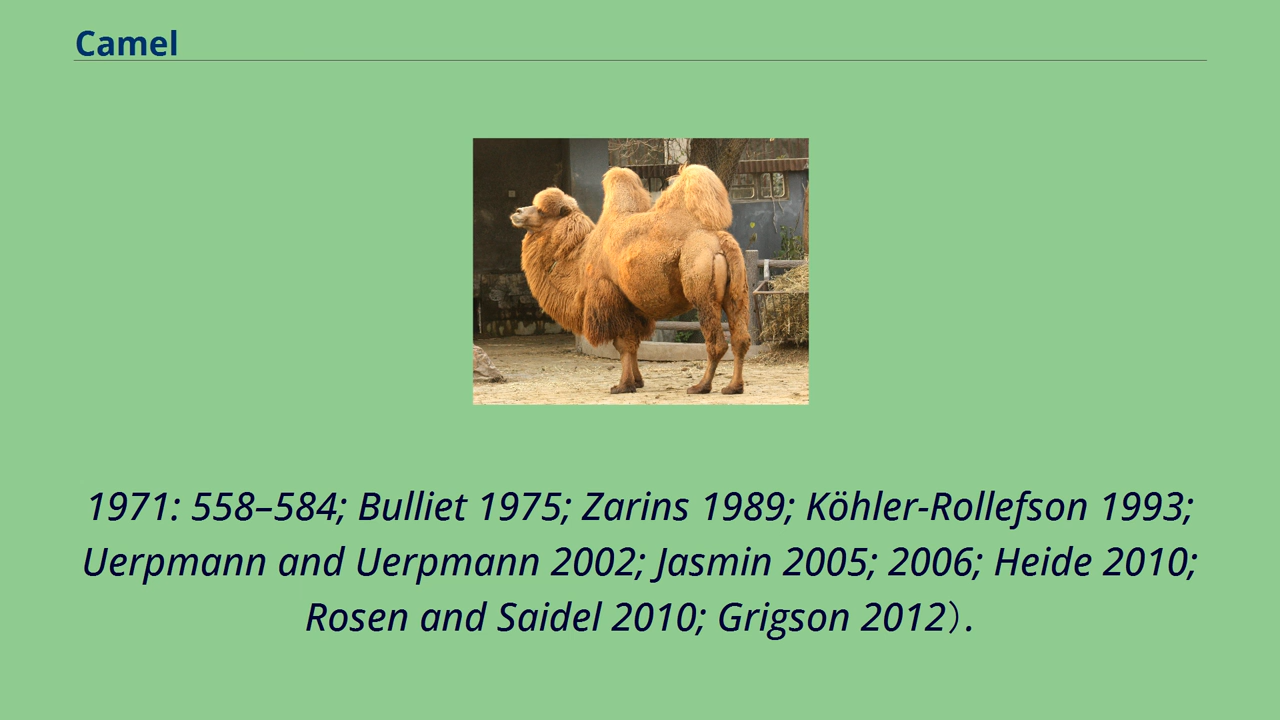 Camel
1971: 558–584; Bulliet 1975; Zarins 1989; Köhler-Rollefson 1993;
Uerpmann and Uerpmann 2002; Jasmin 2005; 2006; Heide 2010;
Rosen and Saidel 2010; Grigson 2012）.